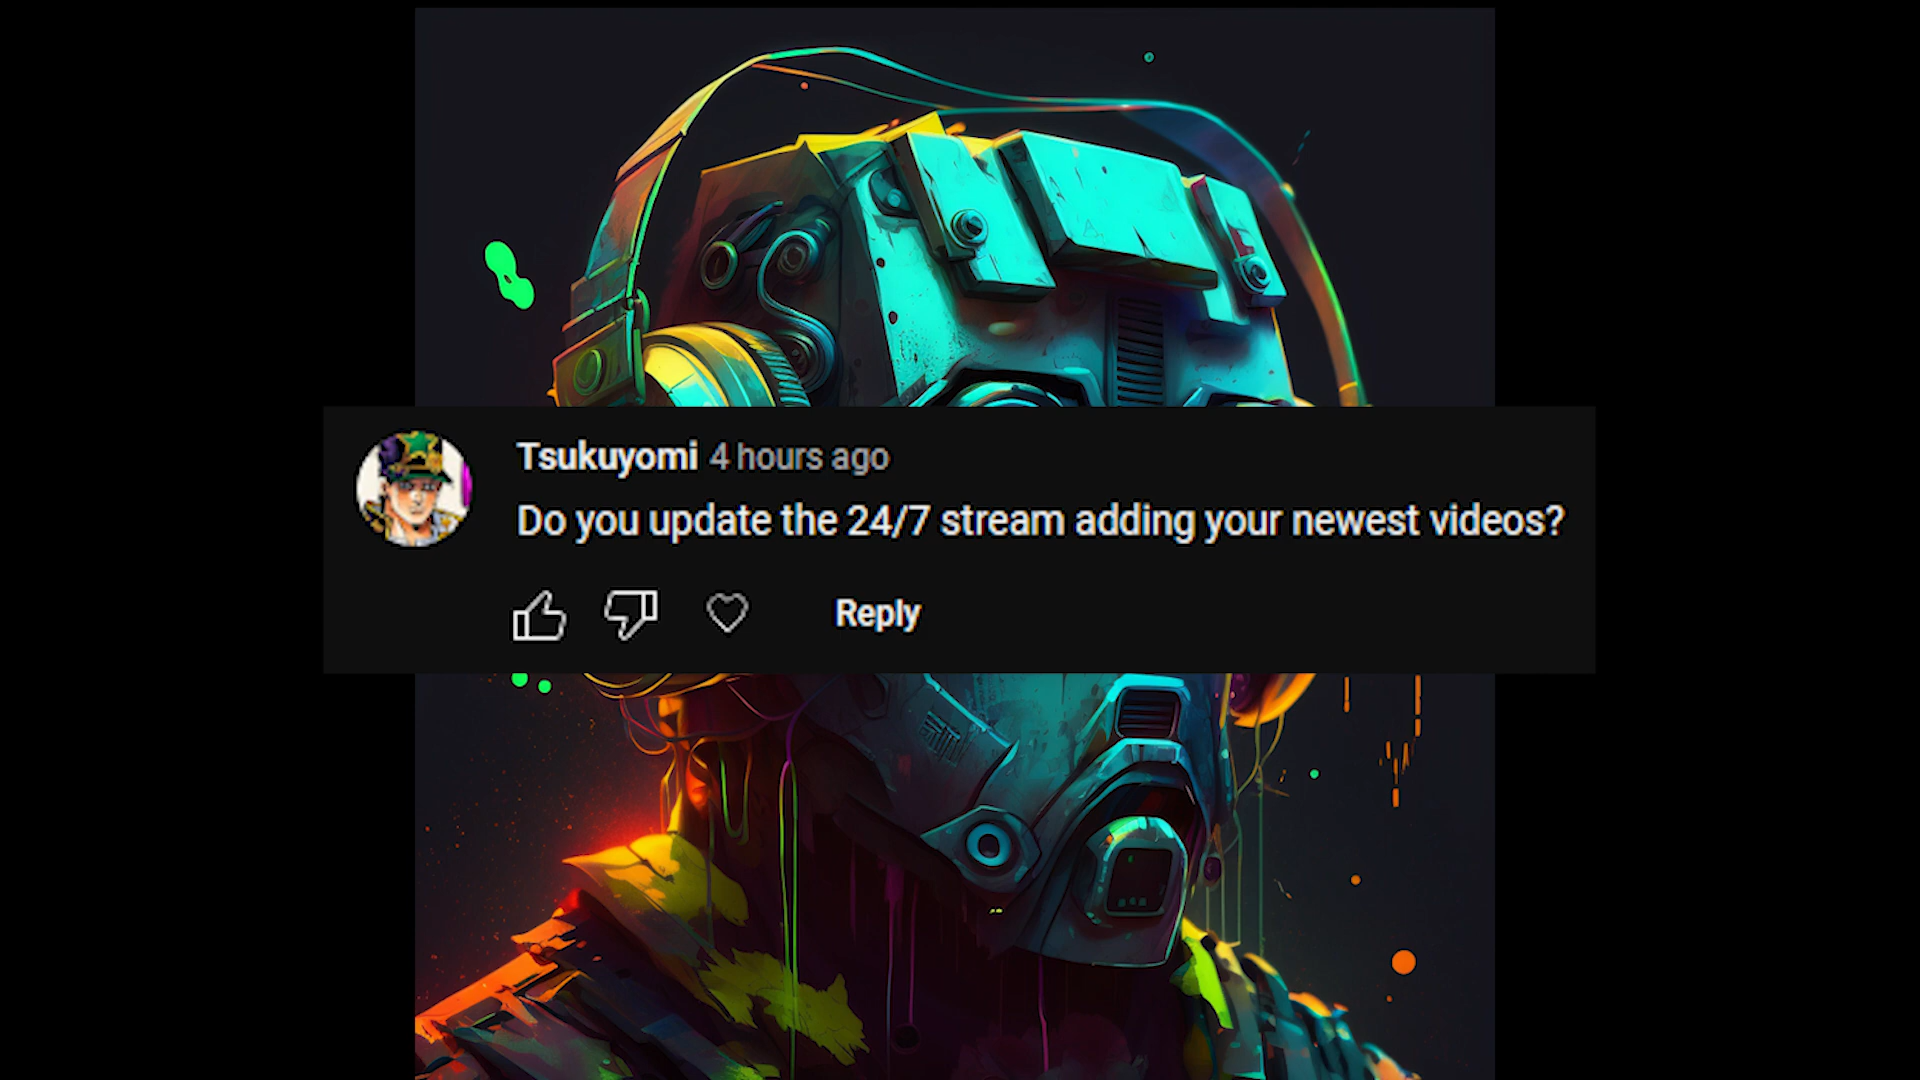 Tsukuyomi 4 hours ago
Do you update the 24/7 stream adding your newest videos?
Reply